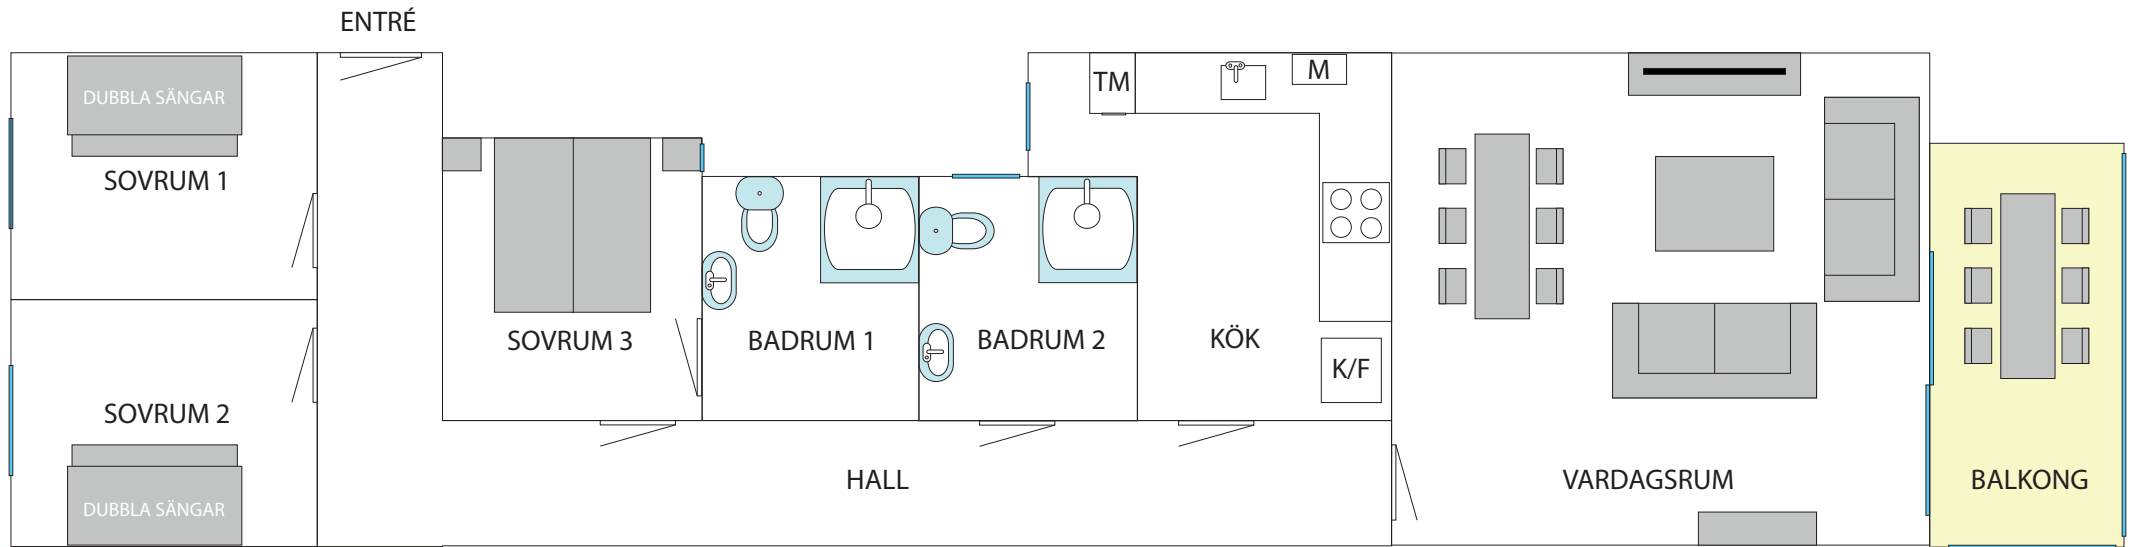 ENTRÉ
DUBBLA SÄNGAR
SOVRUM 1
TM
M
SOVRUM 3
BADRUM 1
BADRUM 2
KÖK
K/F
SOVRUM 2
DUBBLA SÄNGAR
HALL
VARDAGSRUM
BALKONG